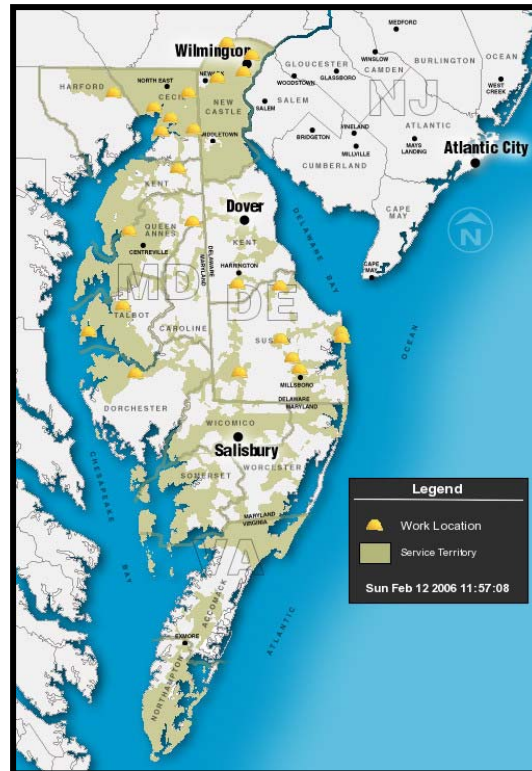 MEDFORD
Wilmington
GLOUCESTER
WINSLOW
CAMDEN
BURLINGTON
OCEAN
HARFORD
NORTH EAST
CECIL
NEWARK
WOODSTOWN
GLASSBORO
WEST
CREEK
NEW
CASTLE
SALEM
SALEM
NJ
ATLANTIC
MIDDLETOWN
BRIDGETON
VINELAND
MILLVILLE
MAYS
LANDING
Atlantic City
CUMBERLAND
KENT
CAPE
MAY
Dover
QUEEN
ANNES
KENT
DELAWARE
BAY
N
CENTREVILLE
DELAWARE
MARYLAND
HARRINGTON
CAPE
MAY
MD
DE
TALBOT
CAROLINE
SUSSEX
OCEAN
MILLSBORO
DORCHESTER
DELAWARE
MARYLAND
WICOMICO
Salisbury
CHESAPEAKE
BAY
SOMERSET
WORCESTER
MARYLAND
VIRGINIA
VA
ACCOMACK
EXMORE
NORTHAMPTON
ATLANTIC
Legend
Work Location
Service Territory
Sun Feb 12 2006 11:57:08